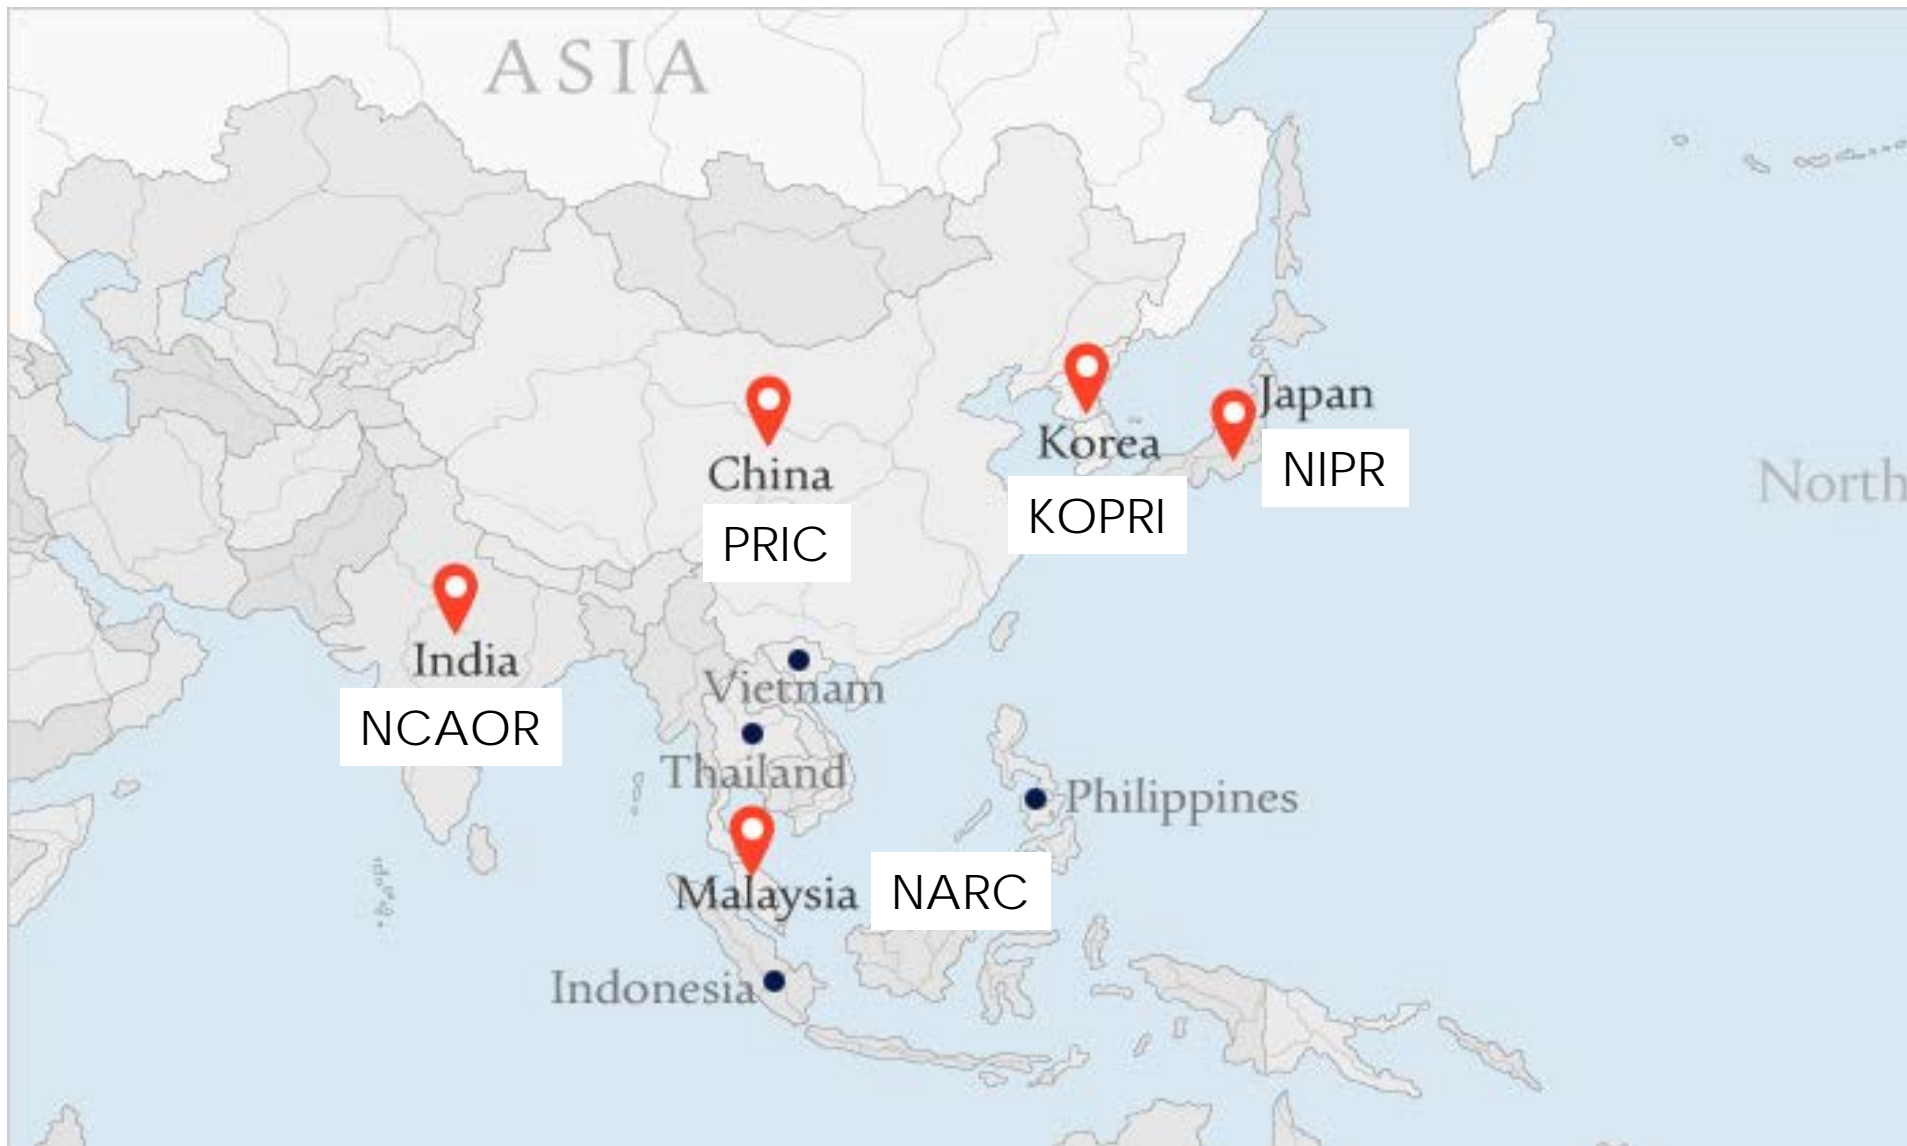 ASIA
Japan
NIPR
Korea
KOPRI
China
PRIC
North
India
NCAOR
Vietnam
Thailand
Philippines
Malaysia
NARC
Indonesia